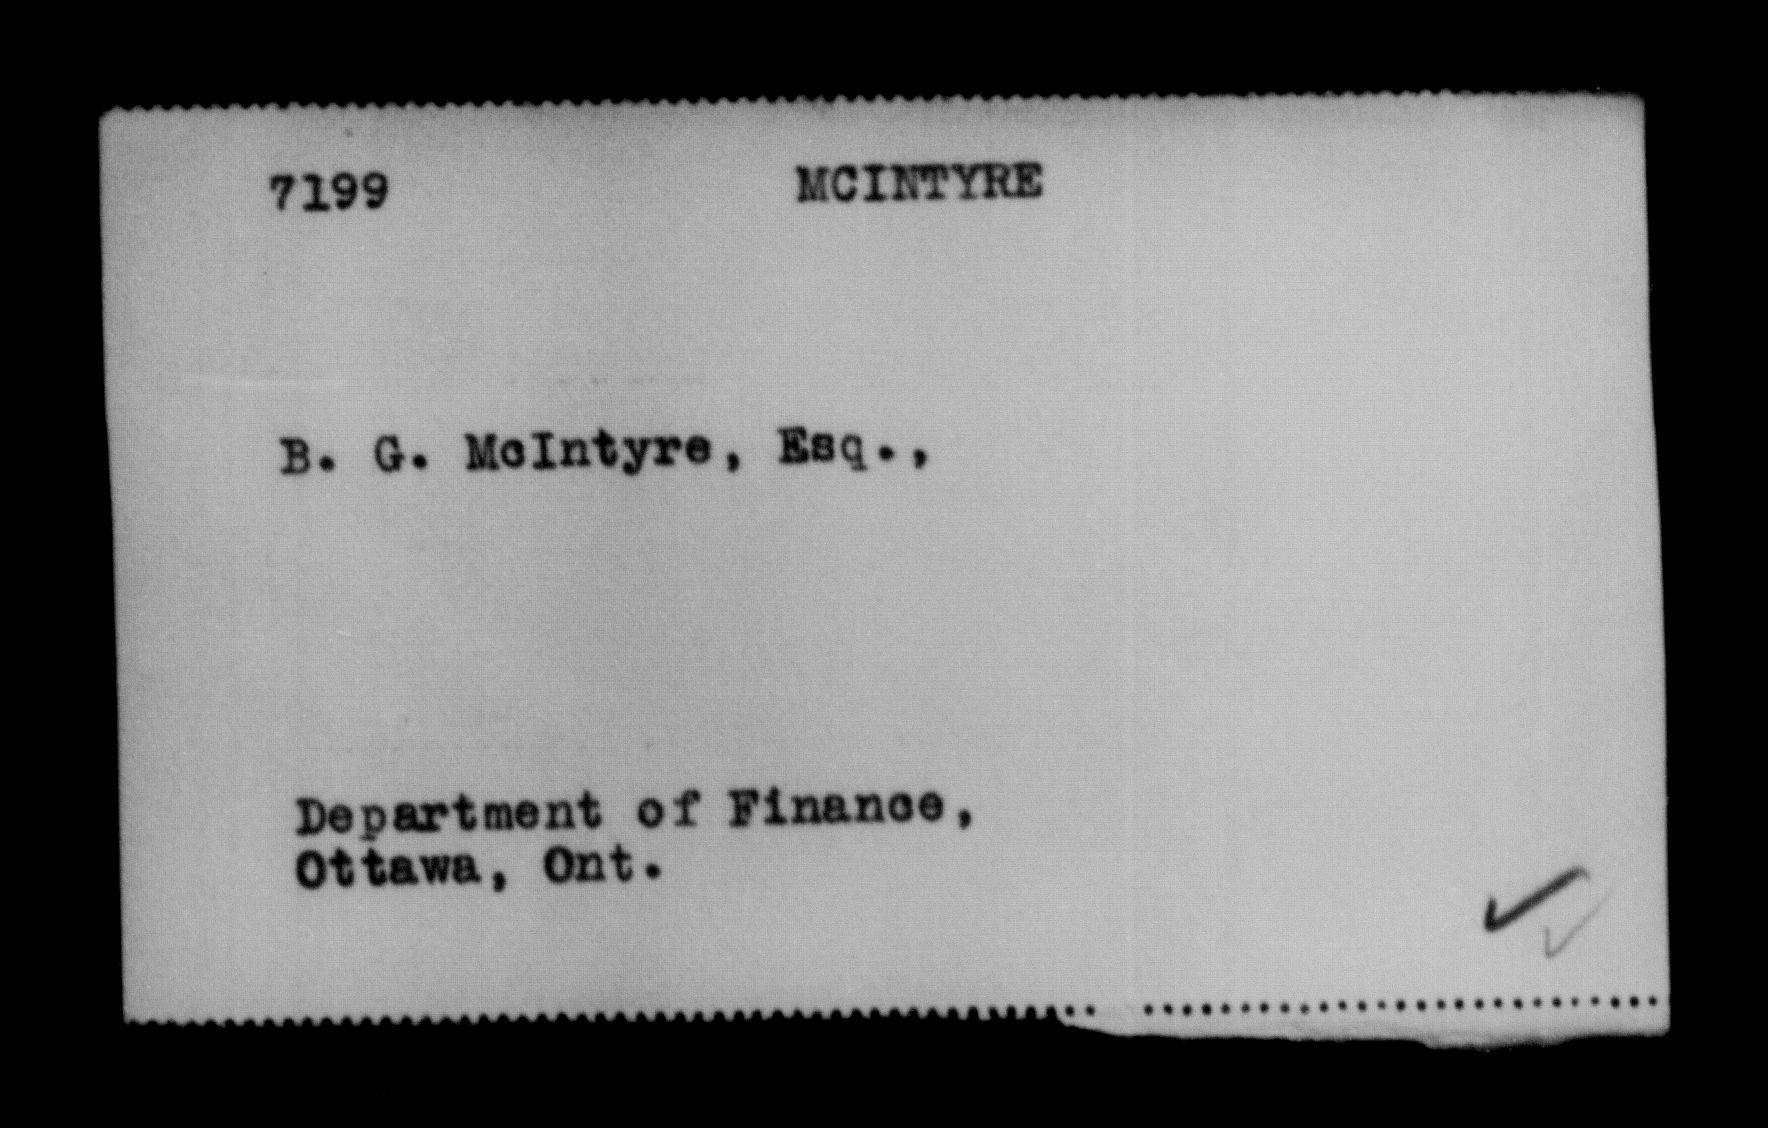 7199 MCINTYRE
B. G. McIntyre, Esq.,
Department of Finance,
Ottawa, Ont.